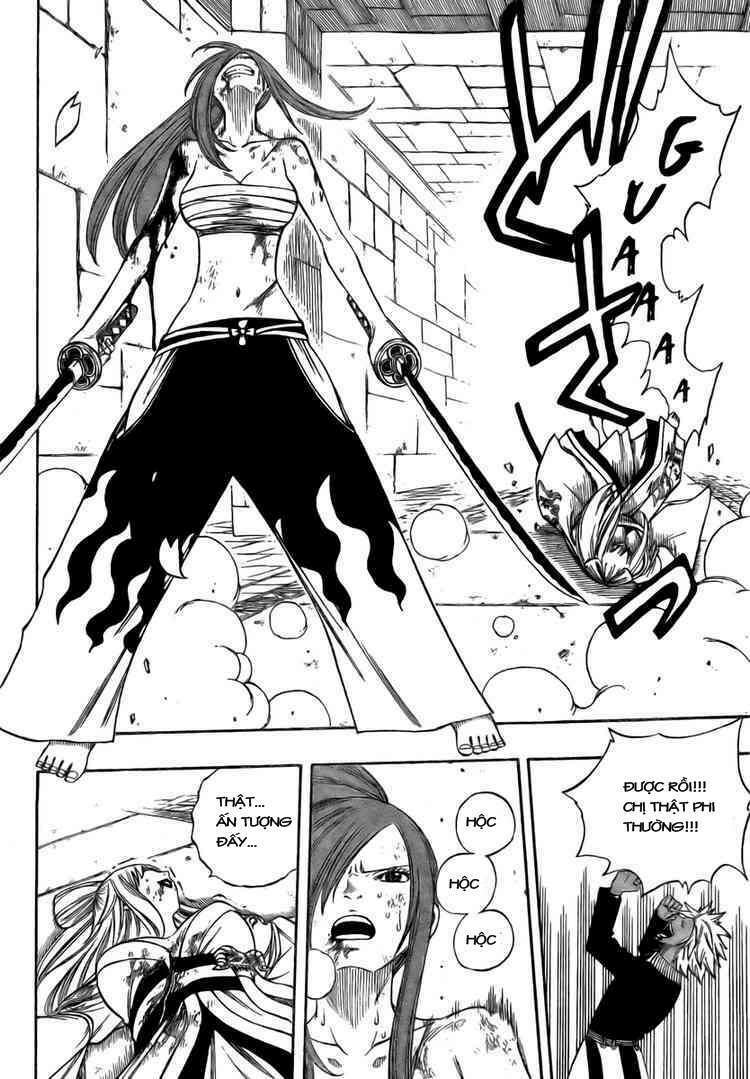 GUAAAAA
THẬT...
ẤN TƯỢNG
ĐẤY...
HỘC
HỘC
HỘC
ĐƯỢC RỒI!!!
CHỊ THẬT PHI
THƯỜNG!!!